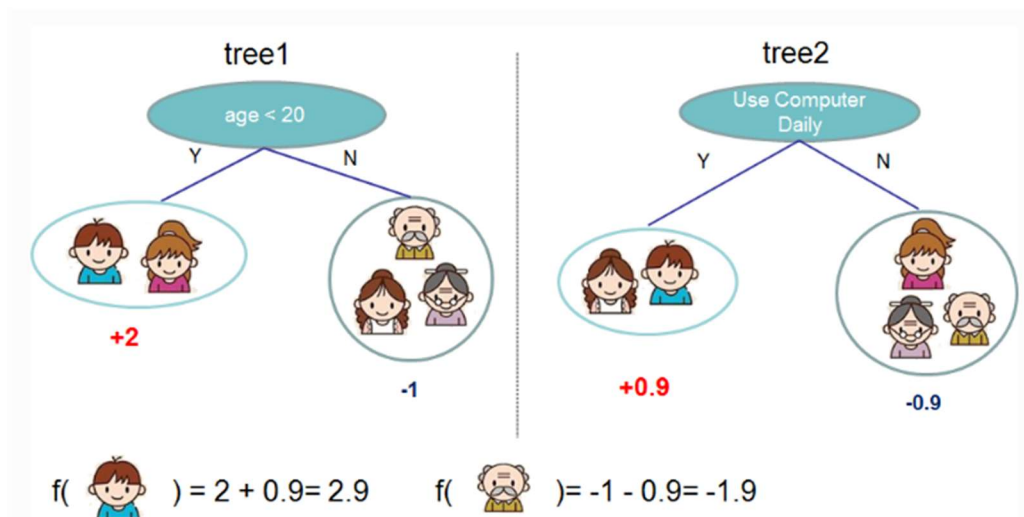 tree1
age < 20
Y
N
+2
-1
tree2
Use Computer
Daily
Y
N
+0.9
-0.9
f( ) = 2 + 0.9= 2.9
f( )= -1 - 0.9= -1.9